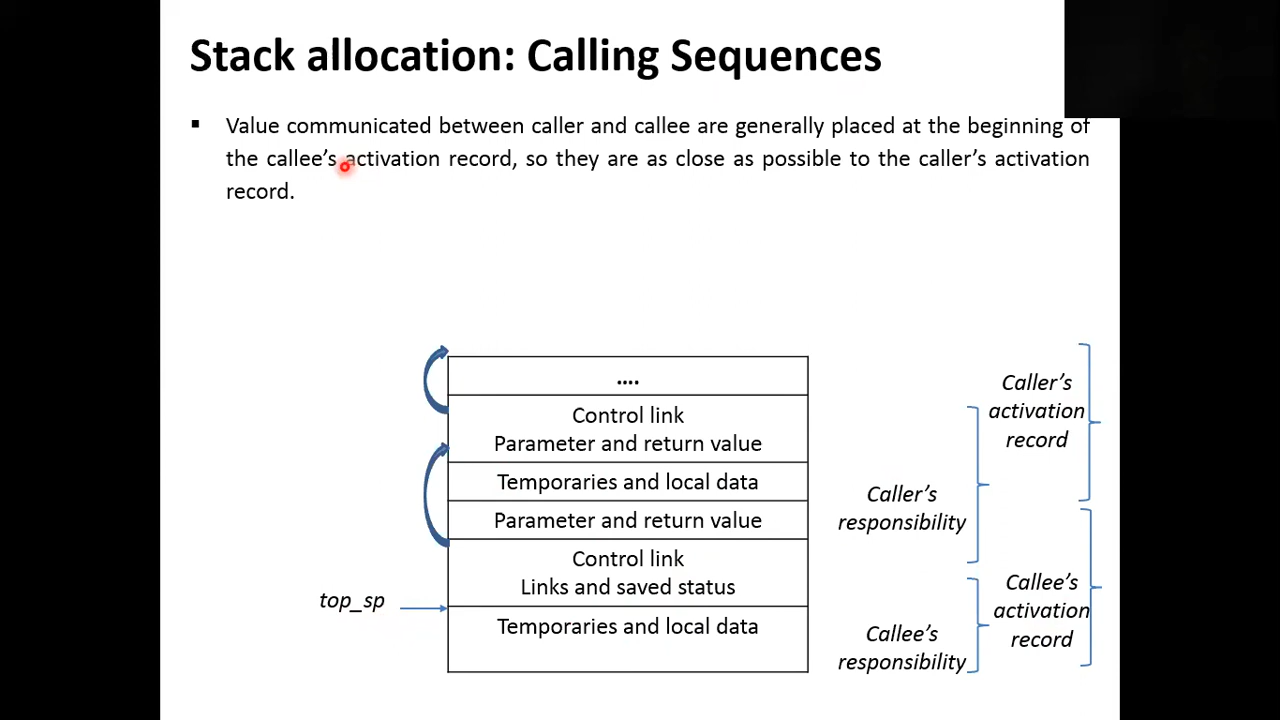 Stack allocation: Calling Sequences
▪ Value communicated between caller and callee are generally placed at the beginning of
the callee's activation record, so they are as close as possible to the caller's activation
record.
....
Control link
Parameter and return value
Temporaries and local data
Parameter and return value
Control link
Links and saved status
top_sp
Temporaries and local data
Caller's
activation
record
Caller's
responsibility
Callee's
activation
record
Callee's
responsibility